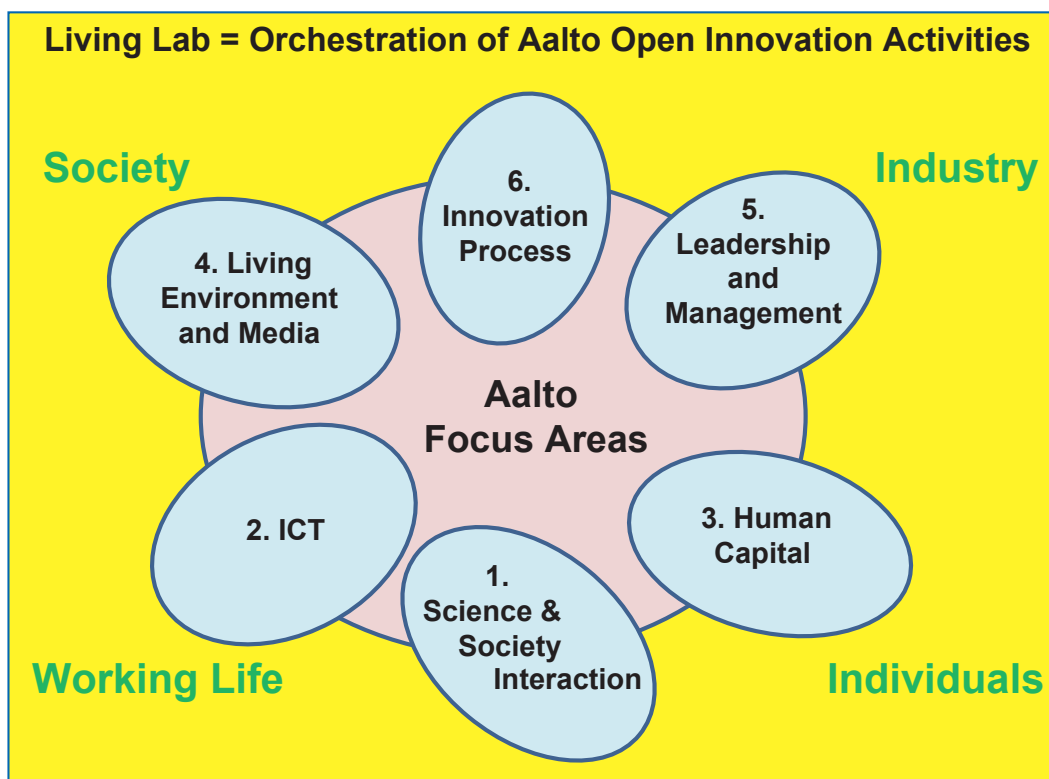 Living Lab = Orchestration of Aalto Open Innovation Activities
Society
Industry
6.
Innovation
Process
5.
Leadership
and
Management
4. Living
Environment
and Media
Aalto
Focus Areas
2. ICT
3. Human
Capital
1.
Science &
Society
Interaction
Working Life
Individuals